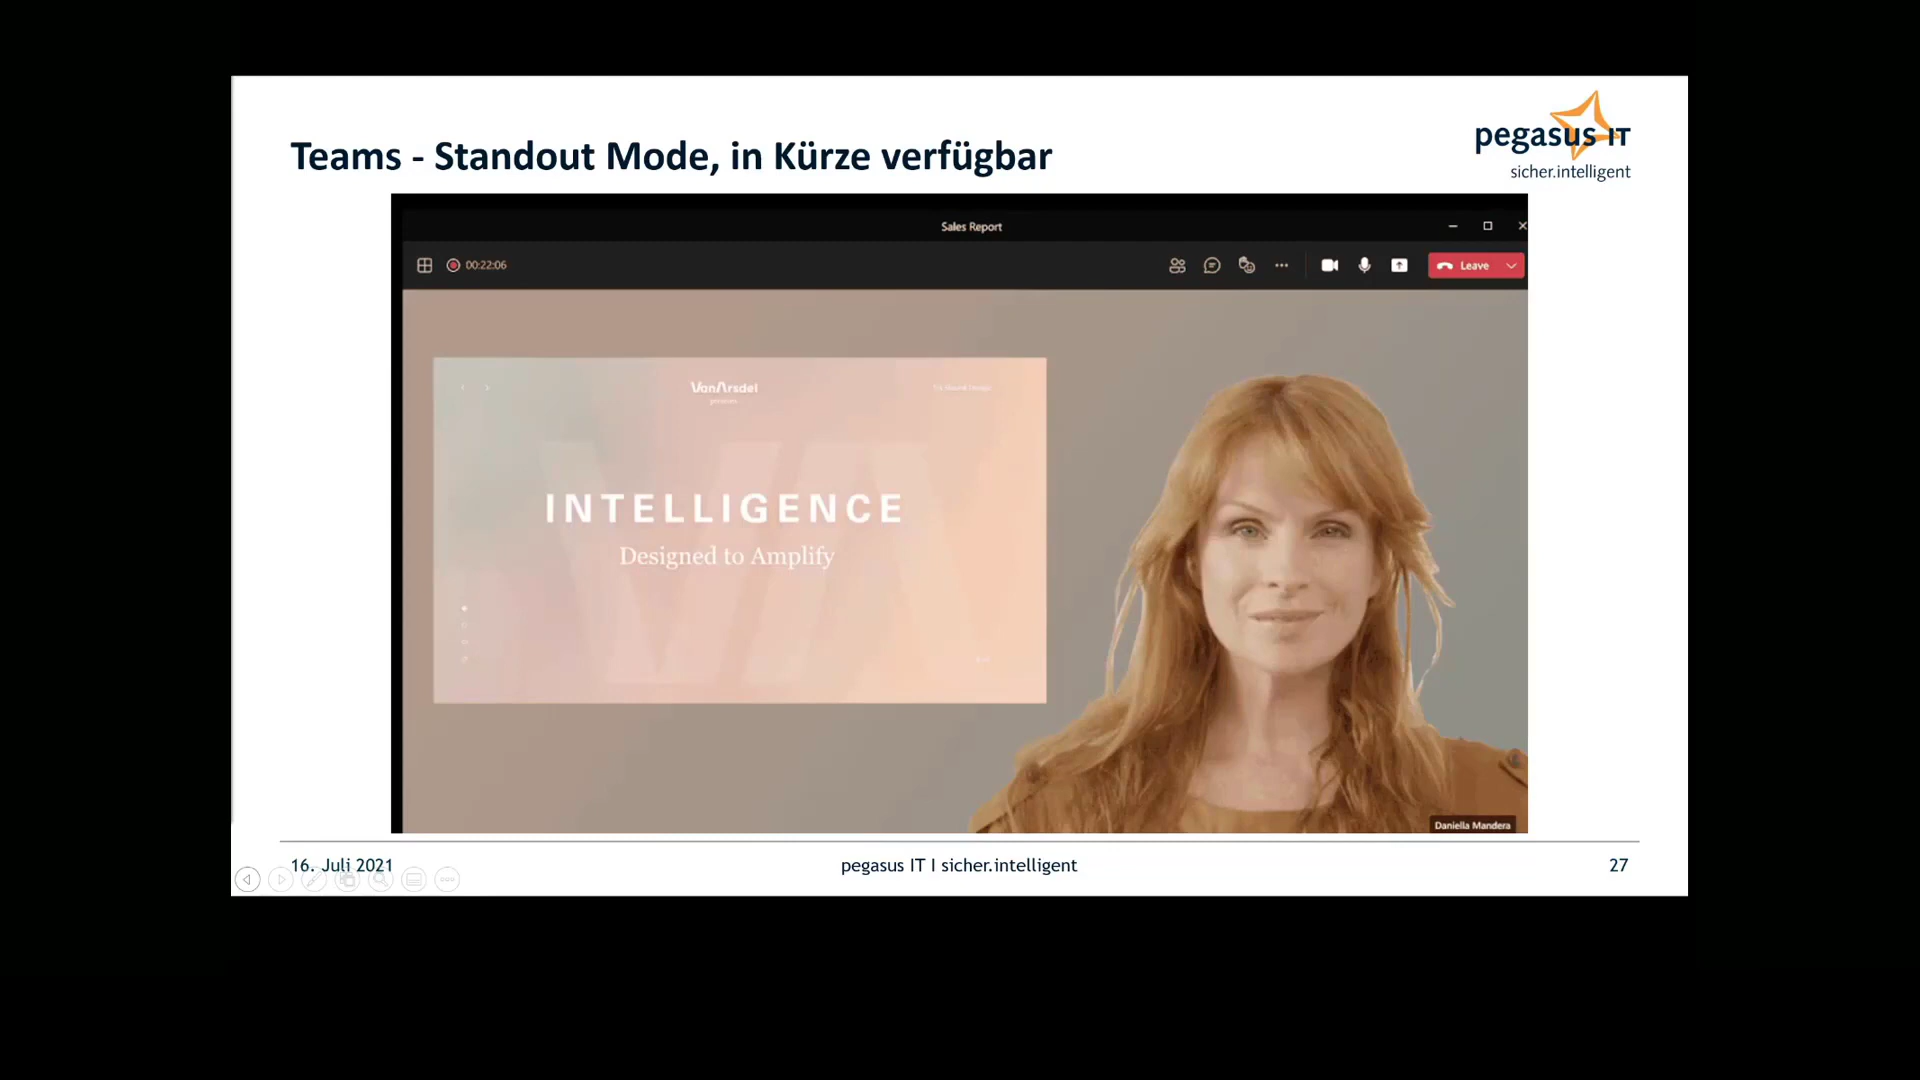 Teams - Standout Mode, in Kürze verfügbar
pegasus IT
sicher.intelligent
Sales Report
00:22:06
Leave
VanArsdel
INTELLIGENCE
Designed to Amplify
Daniella Mandera
16. Juli 2021
pegasus IT I sicher.intelligent
27